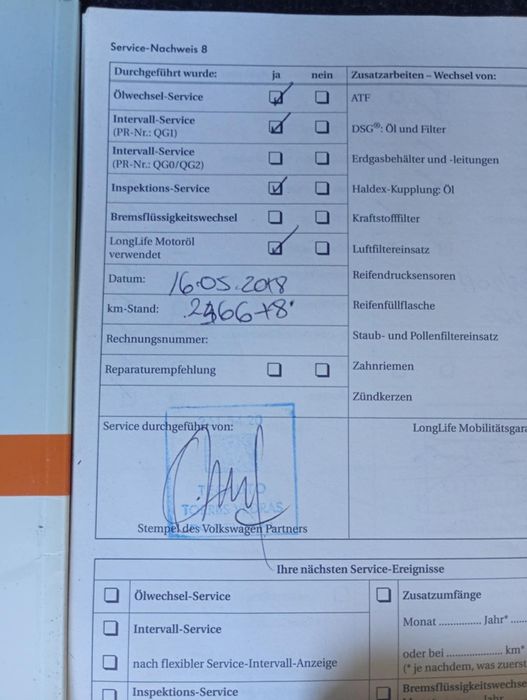 Service-Nachweis 8
Durchgeführt wurde: ja nein
Ölwechsel-Service
Intervall-Service
(PR-Nr.: QG1)
Intervall-Service
(PR-Nr.: QG0/QG2)
Inspektions-Service
Bremsflüssigkeitswechsel
LongLife Motoröl
verwendet
Datum: 16.05.2018
km-Stand:
Rechnungsnummer:
Reparaturempfehlung
Zusatzarbeiten – Wechsel von:
ATF
DSG®: Öl und Filter
Erdgasbehälter und -leitungen
Haldex-Kupplung: Öl
Kraftstofffilter
Luftfiltereinsatz
Reifendrucksensoren
Reifenfüllflasche
Staub- und Pollenfiltereinsatz
Zahnriemen
Zündkerzen
Service durchgeführt von:
Stempel des Volkswagen Partners
LongLife Mobilitätsgara
Ihre nächsten Service-Ereignisse
Ölwechsel-Service
Intervall-Service
nach flexibler Service-Intervall-Anzeige
Inspektions-Service
Zusatzumfänge
Monat ............... Jahr* .....
oder bei .................... km*
(* je nachdem, was zuerst
Bremsflüssigkeitswechse
Jahr